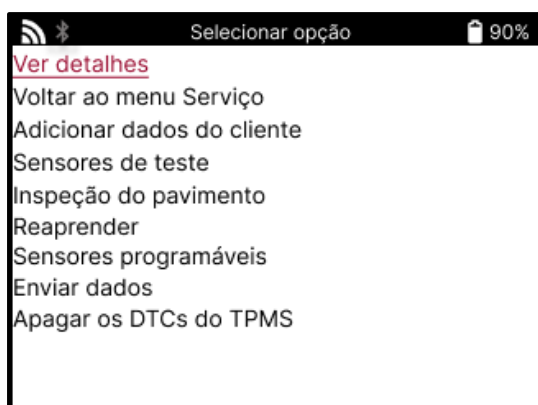 Selecionar opção 90%
Ver detalhes
Voltar ao menu Serviço
Adicionar dados do cliente
Sensores de teste
Inspeção do pavimento
Reaprender
Sensores programáveis
Enviar dados
Apagar os DTCs do TPMS